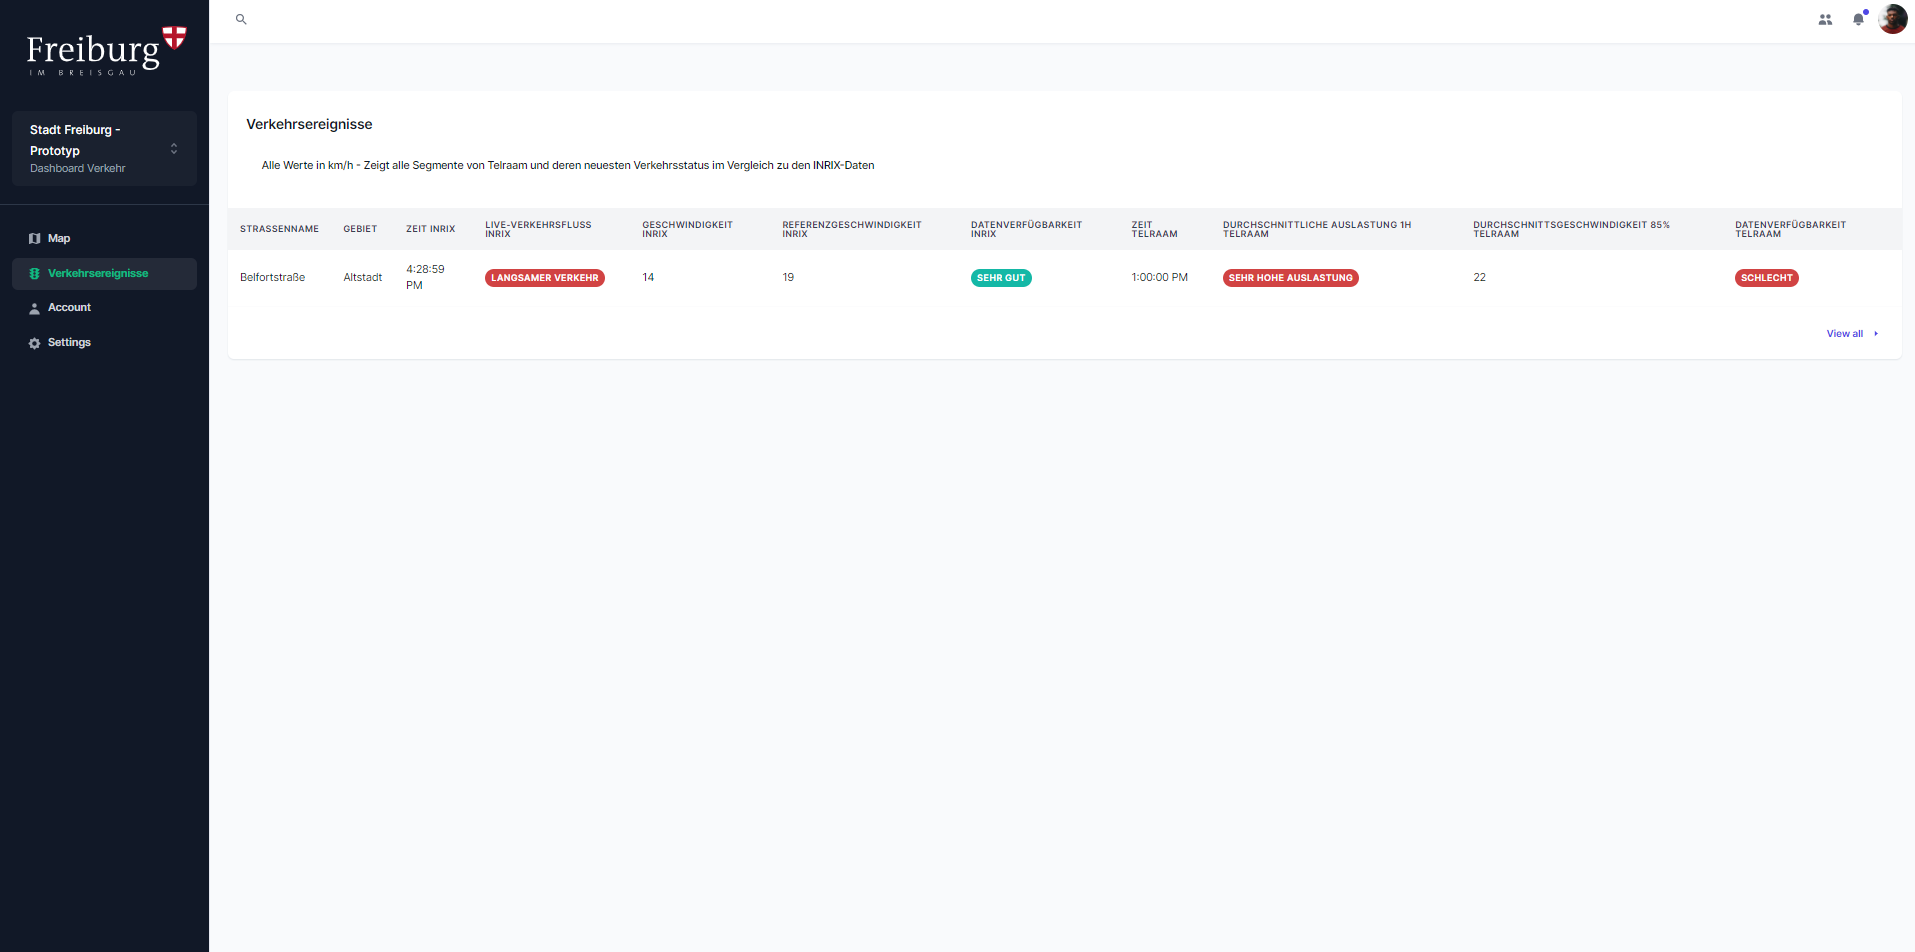 Freiburg
IM BREISGAU
Stadt Freiburg -
Prototyp
Dashboard Verkehr
Map
Verkehrsereignisse
Account
Settings
Verkehrsereignisse
Alle Werte in km/h - Zeigt alle Segmente von Telraam und deren neuesten Verkehrsstatus im Vergleich zu den INRIX-Daten
STRASSENNAME
GEBIET
ZEIT INRIX
LIVE-VERKEHRSFLUSS
INRIX
GESCHWINDIGKEIT
INRIX
REFERENZGESCHWINDIGKEIT
INRIX
DATENVERFÜGBARKEIT
INRIX
ZEIT
TELRAAM
DURCHSCHNITTLICHE AUSLASTUNG 1H
TELRAAM
DURCHSCHNITTSGESCHWINDIGKEIT 85%
TELRAAM
DATENVERFÜGBARKEIT
TELRAAM
Belfortstraße
Altstadt
4:28:59
PM
LANGSAMER VERKEHR
14
19
SEHR GUT
1:00:00 PM
SEHR HOHE AUSLASTUNG
22
SCHLECHT
View all